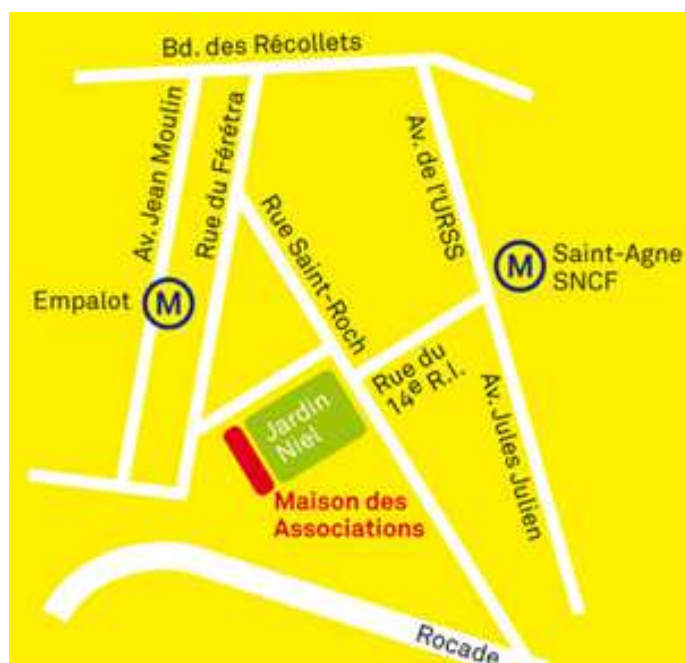 Bd. des Récollets
Av. Jean Moulin
Rue du Férétra
Av. de l'URSS
Rue Saint-Roch
M
Saint-Agne
SNCF
Empalot
M
Rue du
14e R.I.
Av. Jules Julien
Jardin
Niel
Maison des
Associations
Rocade